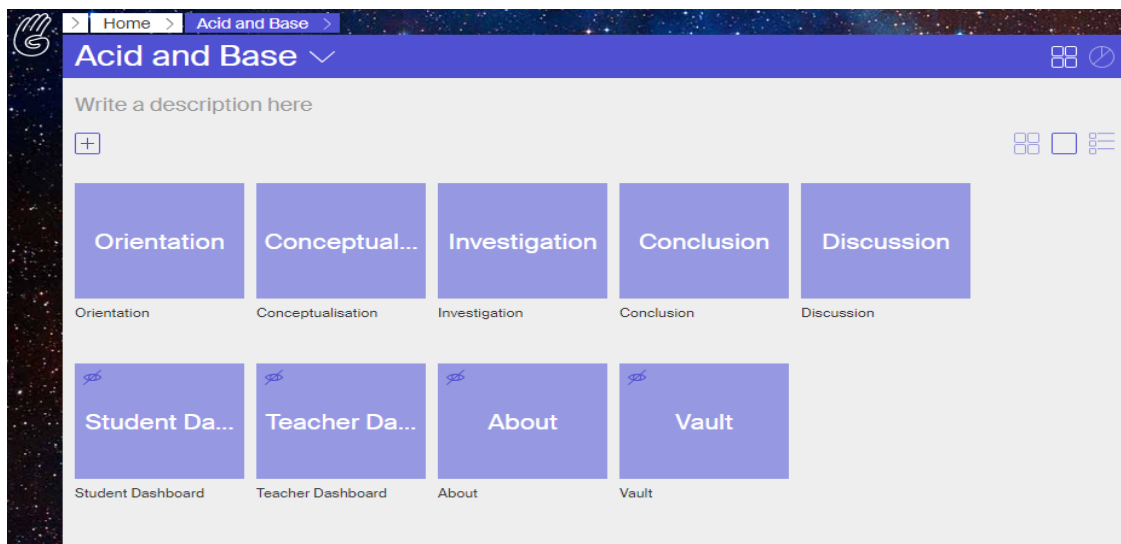 > Home > Acid and Base >
Acid and Base
Write a description here
Orientation Conceptual... Investigation Conclusion Discussion
Orientation Conceptualisation Investigation Conclusion Discussion
Student Da... Teacher Da... About Vault
Student Dashboard Teacher Dashboard About Vault